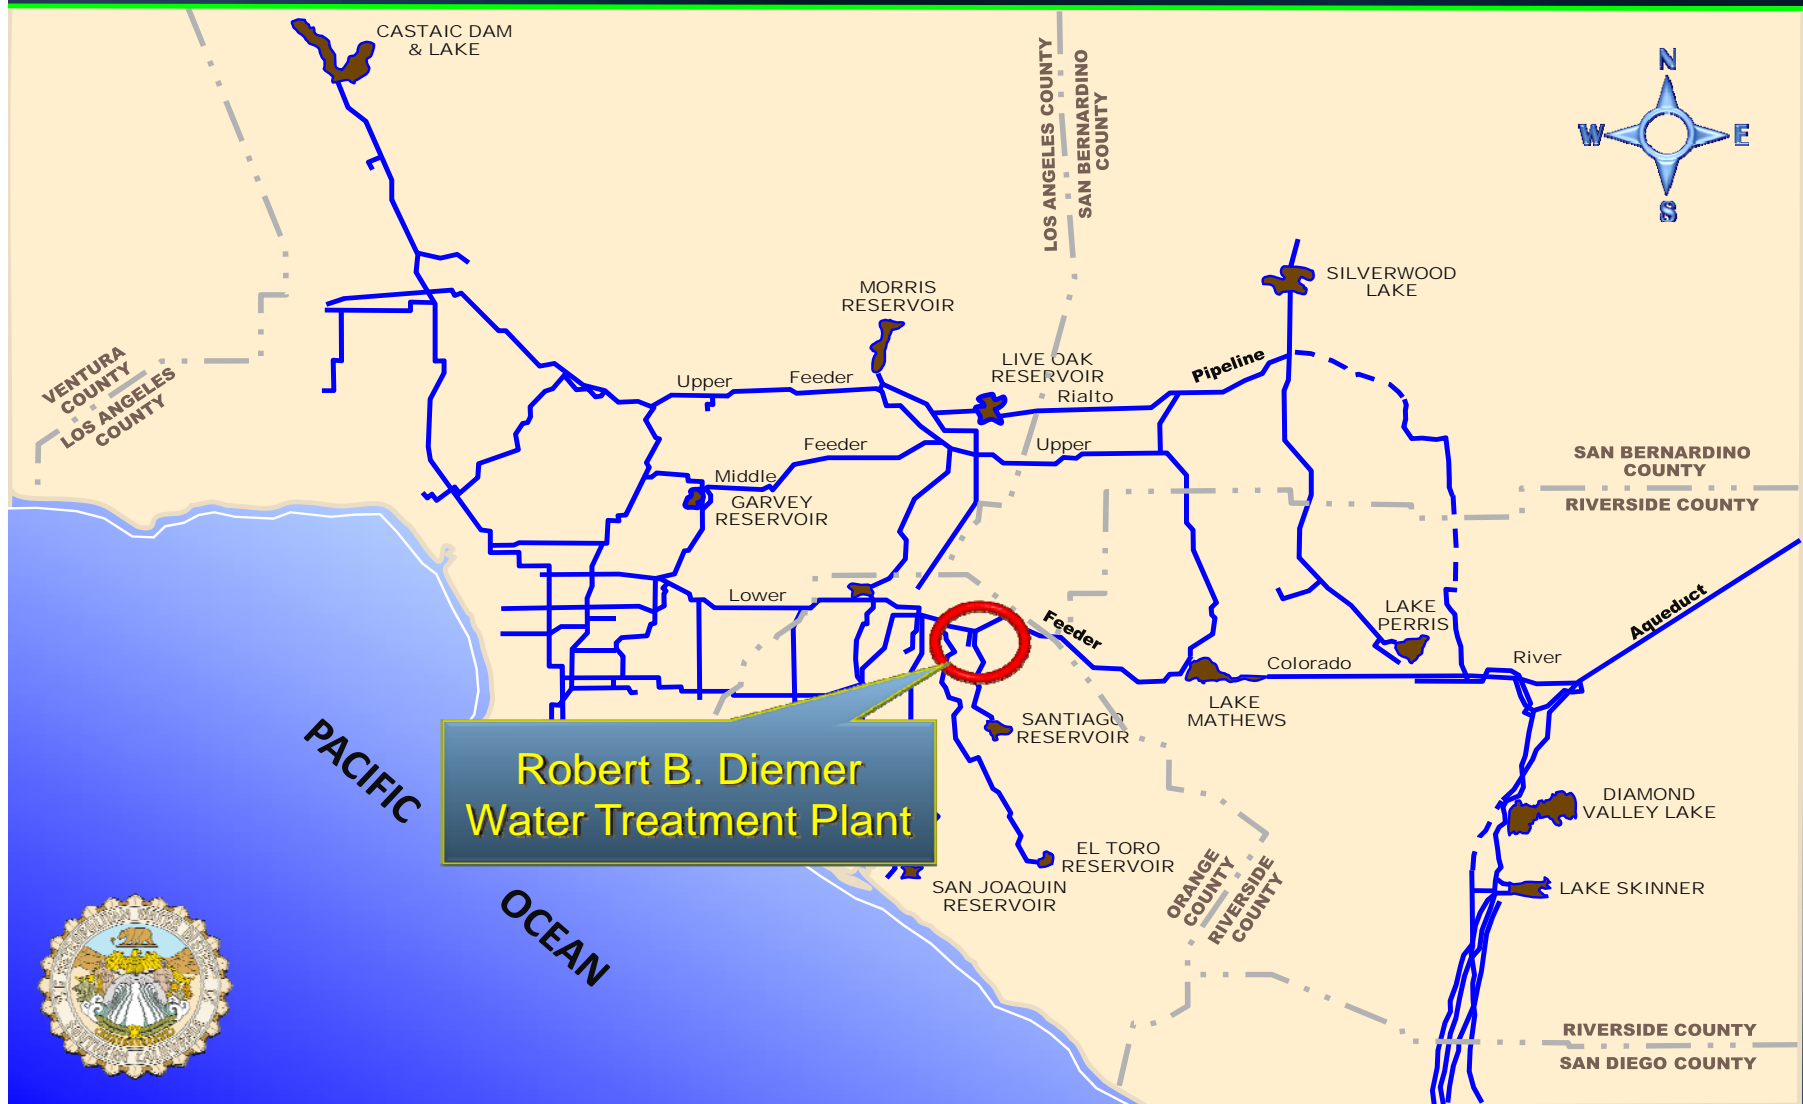 CASTAIC DAM
& LAKE
LOS ANGELES COUNTY
SAN BERNARDINO
COUNTY
N
W
E
S
SILVERWOOD
LAKE
MORRIS
RESERVOIR
LIVE OAK
RESERVOIR
VENTURA
COUNTY
LOS ANGELES
COUNTY
Upper
Feeder
Rialto
Pipeline
Feeder
Upper
Middle
GARVEY
RESERVOIR
SAN BERNARDINO
COUNTY
RIVERSIDE COUNTY
Lower
Feeder
LAKE
PERRIS
Aqueduct
Colorado
River
LAKE
MATHEWS
SANTIAGO
RESERVOIR
PACIFIC
OCEAN
Robert B. Diemer
Water Treatment Plant
DIAMOND
VALLEY LAKE
EL TORO
RESERVOIR
SAN JOAQUIN
RESERVOIR
ORANGE
COUNTY
RIVERSIDE
COUNTY
LAKE SKINNER
RIVERSIDE COUNTY
SAN DIEGO COUNTY